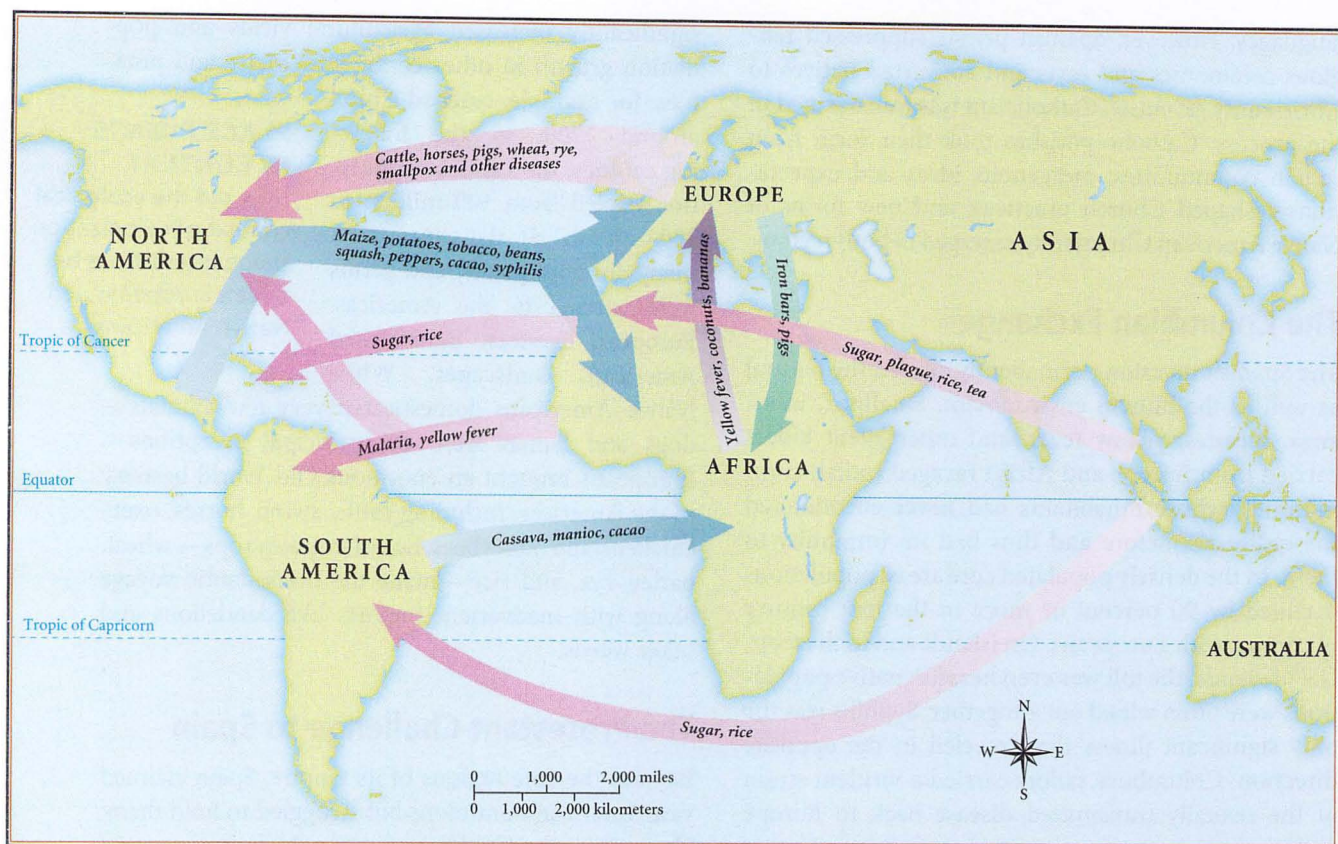 Cattle, horses, pigs, wheat, rye,
smallpox and other diseases
EUROPE
ASIA
NORTH
AMERICA
Maize, potatoes, tobacco, beans,
squash, peppers, cacao, syphilis
Yellow fever, coconuts, bananas
Iron bars, pigs
Tropic of Cancer
Sugar, rice
Sugar, plague, rice, tea
Malaria, yellow fever
AFRICA
Equator
Cassava, manioc, cacao
SOUTH
AMERICA
Tropic of Capricorn
AUSTRALIA
Sugar, rice
N
W E
S
0 1,000 2,000 miles
0 1,000 2,000 kilometers